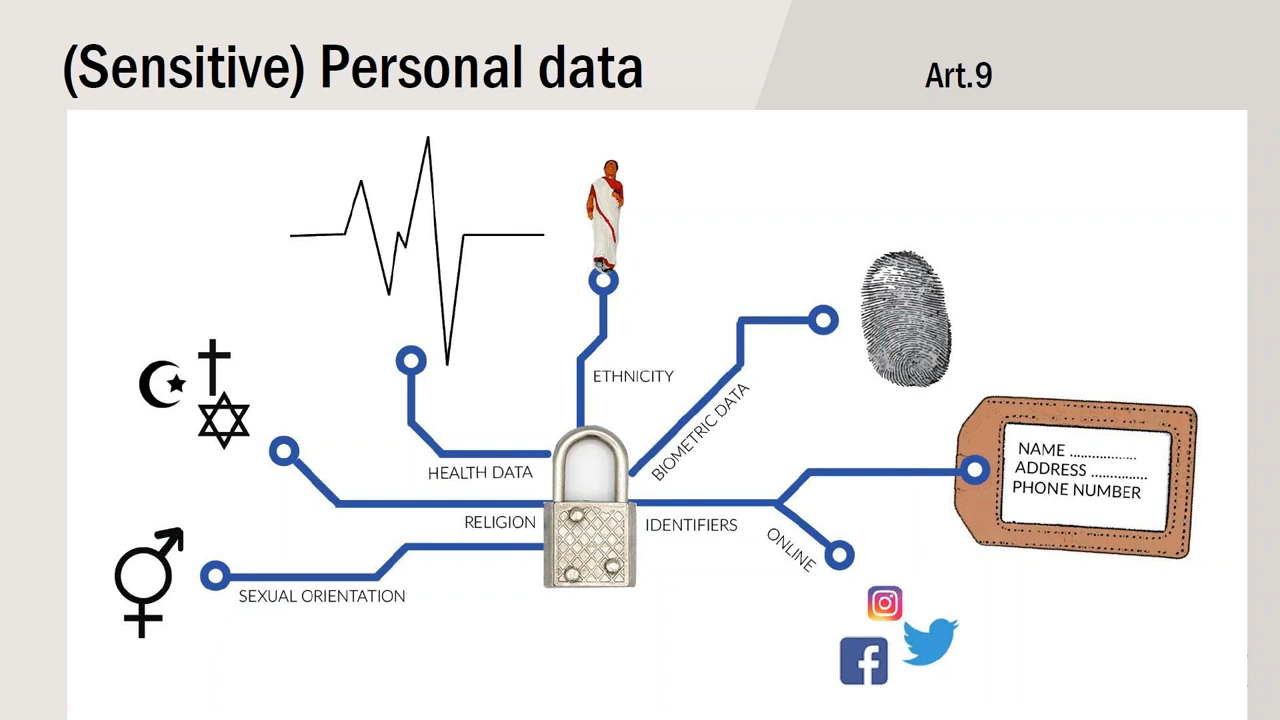 (Sensitive) Personal data
Art.9
ETHNICITY
BIOMETRIC DATA
HEALTH DATA
NAME ................
ADDRESS .............
PHONE NUMBER
RELIGION
IDENTIFIERS
ONLINE
SEXUAL ORIENTATION